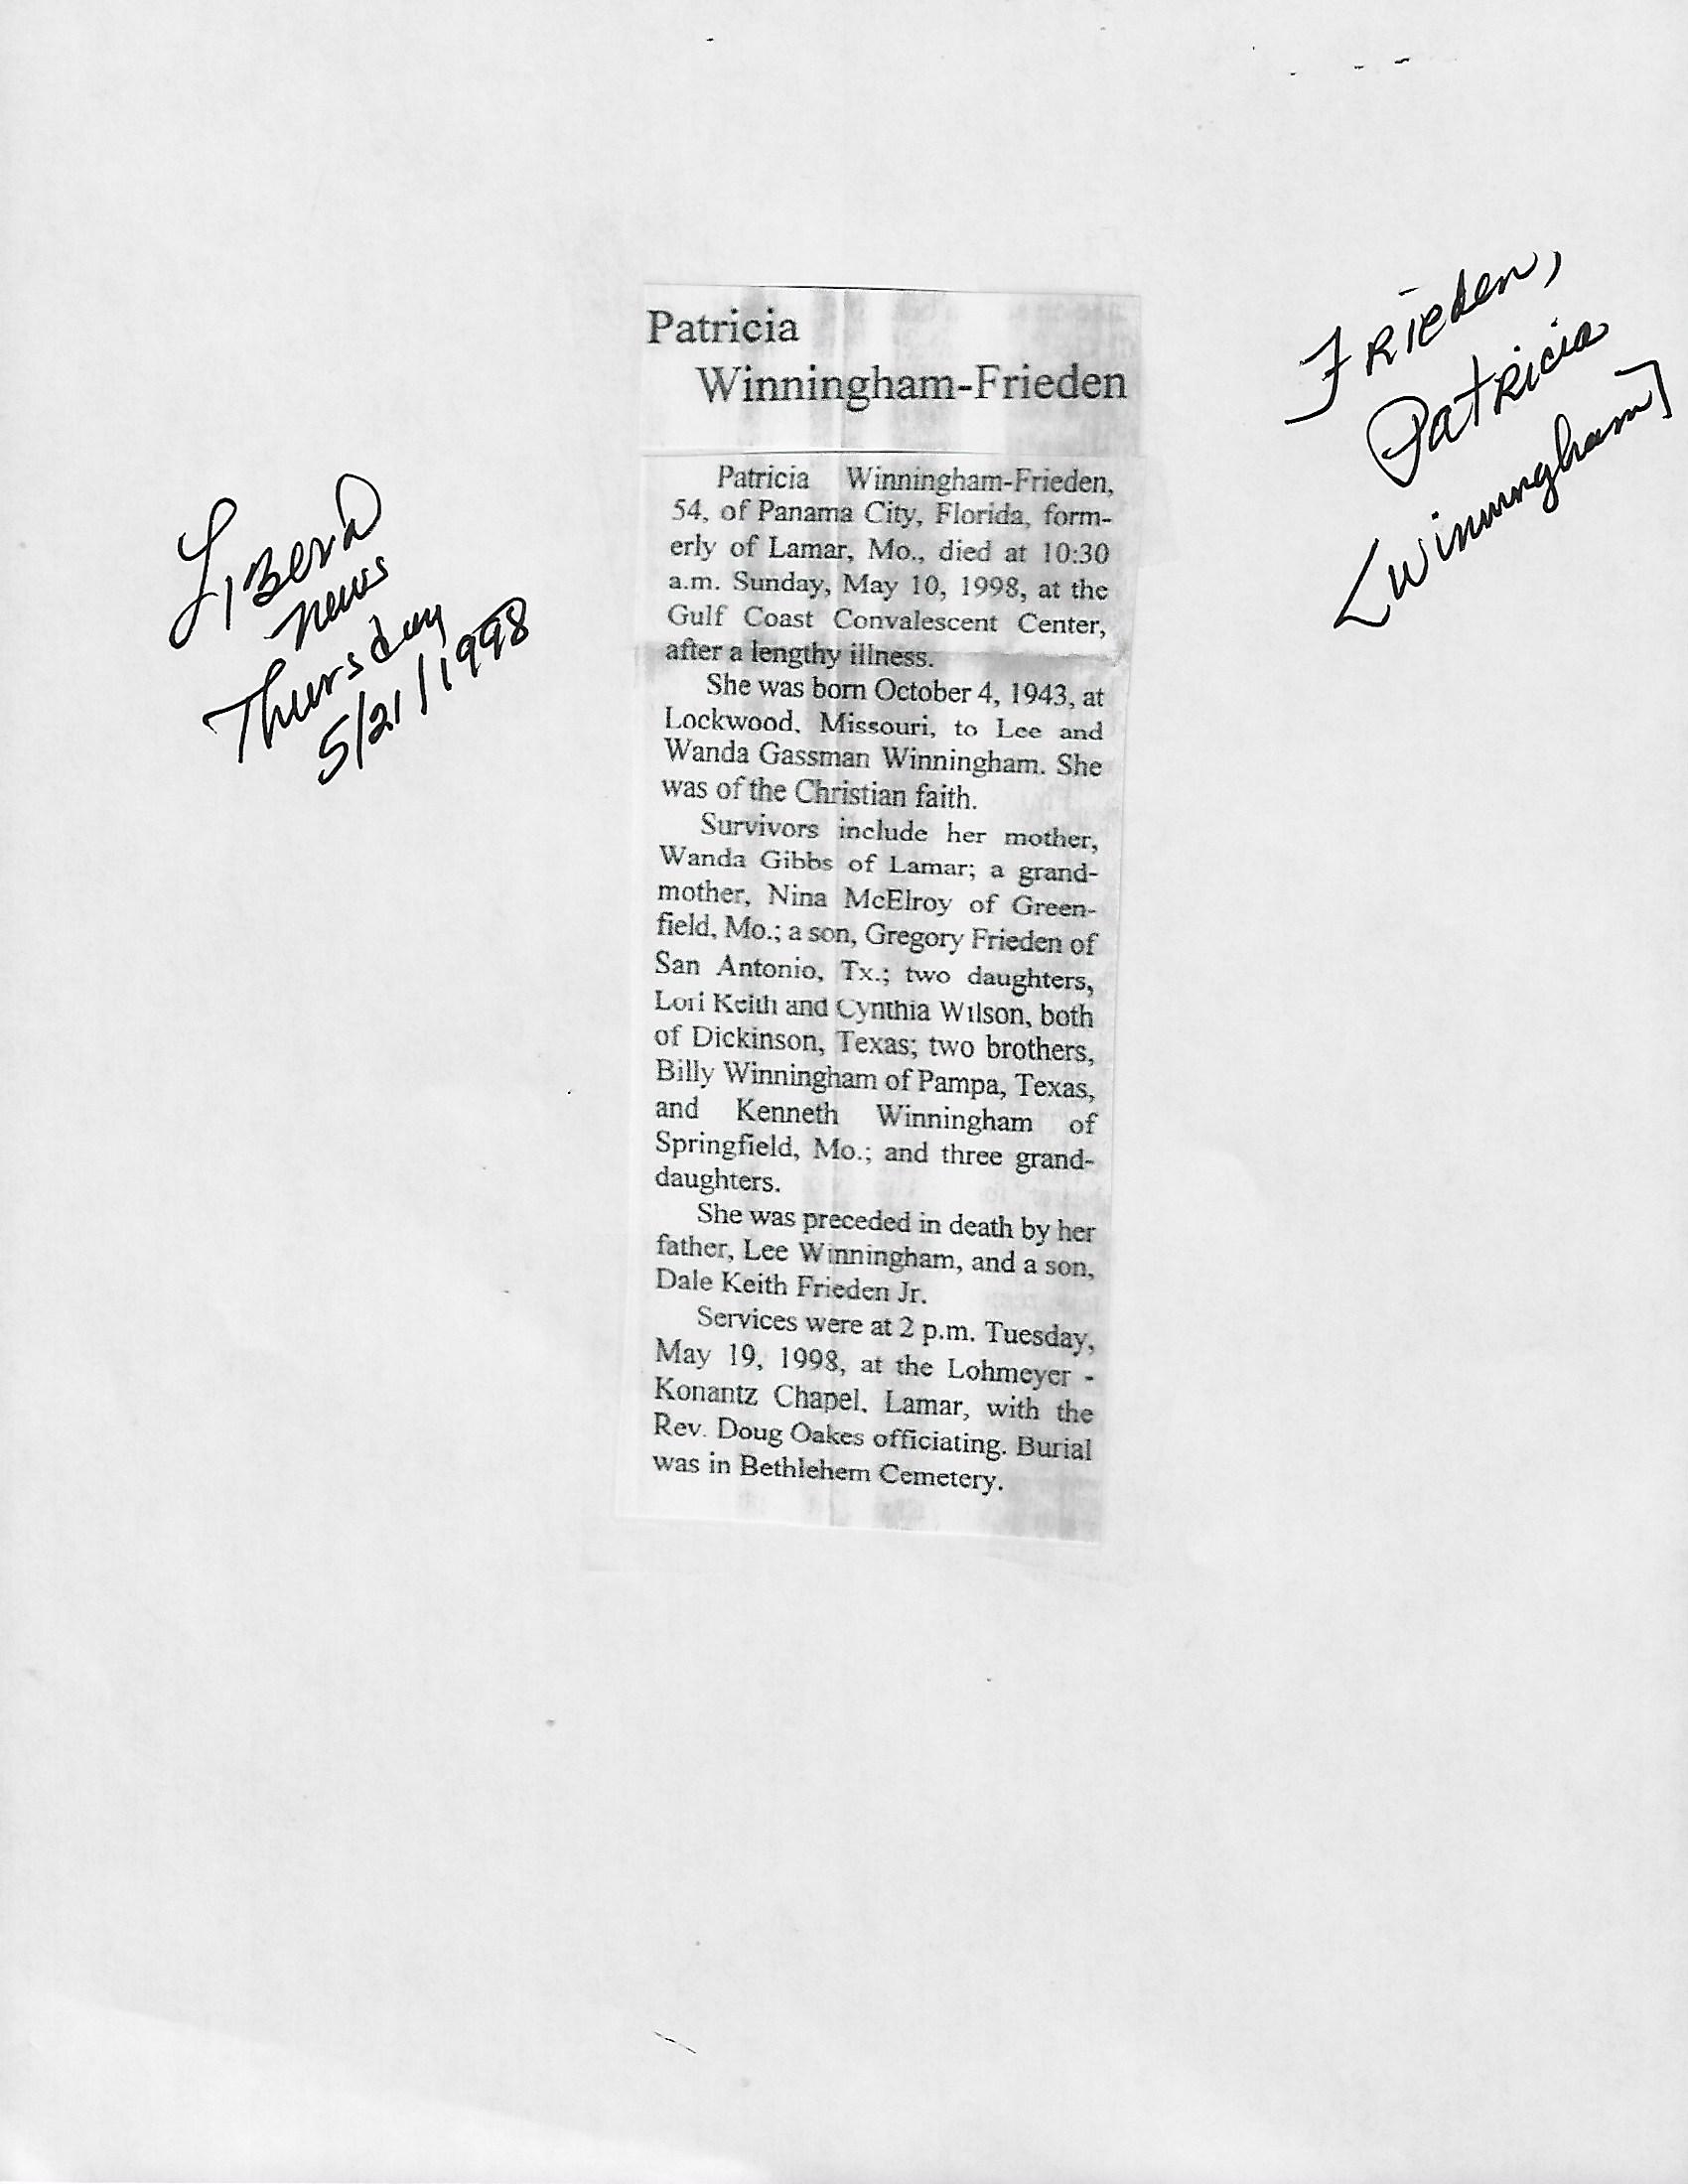 Frieden,
Patricia
[Winningham]
Liberal
News
Thursday
5/21/1998
Patricia
Winningham-Frieden
Patricia Winningham-Frieden,
54, of Panama City, Florida, form-
erly of Lamar, Mo., died at 10:30
a.m. Sunday, May 10, 1998, at the
Gulf Coast Convalescent Center,
after a lengthy illness.
She was born October 4, 1943, at
Lockwood, Missouri, to Lee and
Wanda Gassman Winningham. She
was of the Christian faith.
Survivors include her mother,
Wanda Gibbs of Lamar; a grand-
mother, Nina McElroy of Green-
field, Mo.; a son, Gregory Frieden of
San Antonio, Tx.; two daughters,
Lori Keith and Cynthia Wilson, both
of Dickinson, Texas; two brothers,
Billy Winningham of Pampa, Texas,
and Kenneth Winningham of
Springfield, Mo.; and three grand-
daughters.
She was preceded in death by her
father, Lee Winningham, and a son,
Dale Keith Frieden Jr.
Services were at 2 p.m. Tuesday,
May 19, 1998, at the Lohmeyer -
Konantz Chapel, Lamar, with the
Rev. Doug Oakes officiating. Burial
was in Bethlehem Cemetery.